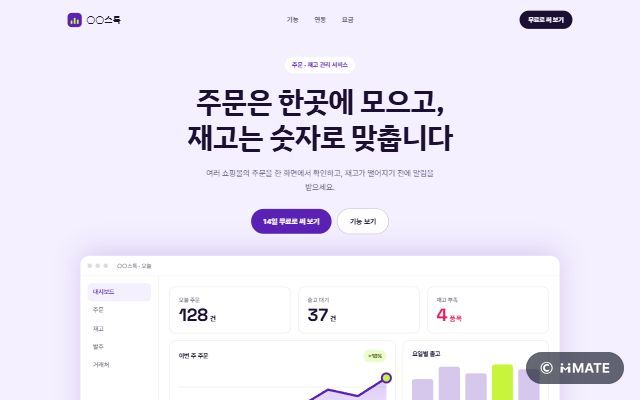 ○○스톡
기능 연동 요금
무료로 써 보기
주문 · 재고 관리 서비스
주문은 한곳에 모으고,
재고는 숫자로 맞춥니다
여러 쇼핑몰의 주문을 한 화면에서 확인하고, 재고가 떨어지기 전에 알림을
받으세요.
14일 무료로 써 보기 기능 보기
○○스톡 · 오늘
대시보드
주문
재고
발주
거래처
오늘 주문
128건
출고 대기
37건
재고 부족
4품목
이번 주 주문
+18%
요일별 출고
© MMATE